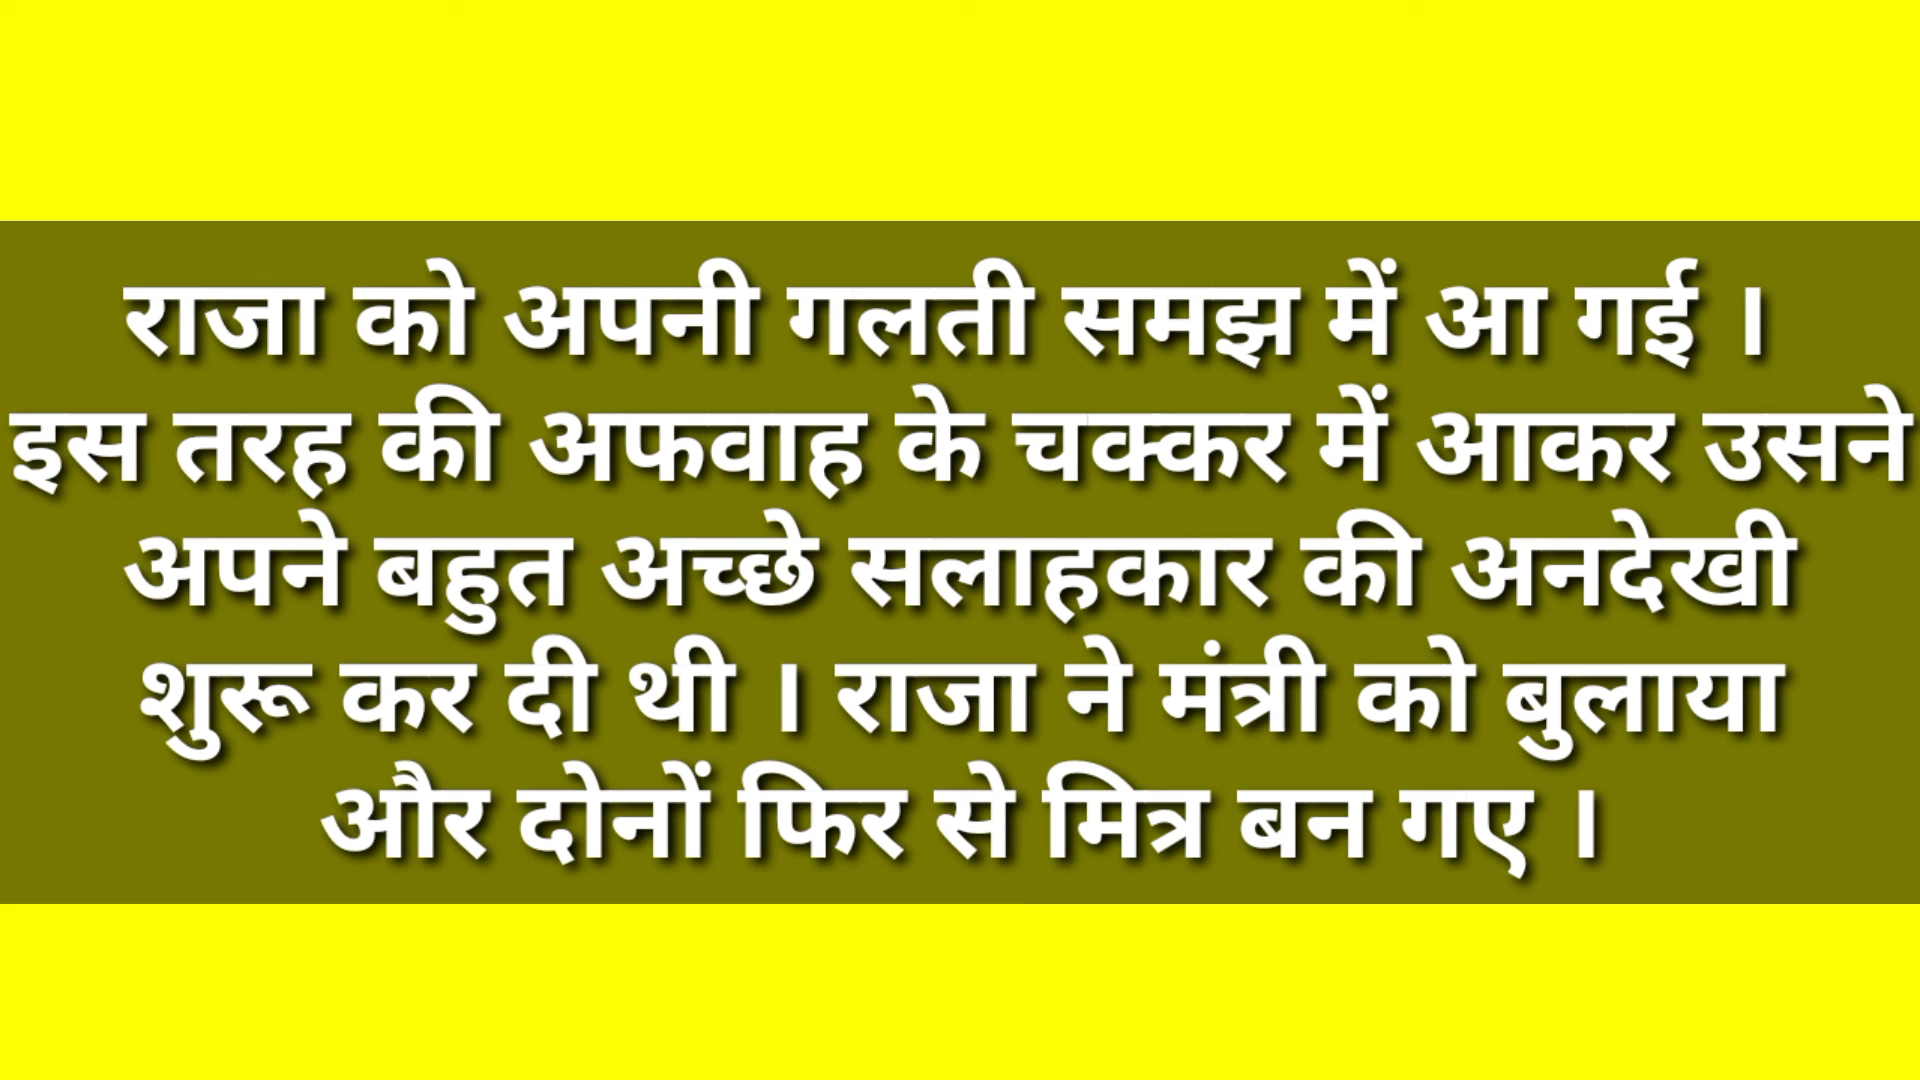 राजा को अपनी गलती समझ में आ गई ।
इस तरह की अफवाह के चक्कर में आकर उसने
अपने बहुत अच्छे सलाहकार की अनदेखी
शुरू कर दी थी । राजा ने मंत्री को बुलाया
और दोनों फिर से मित्र बन गए ।